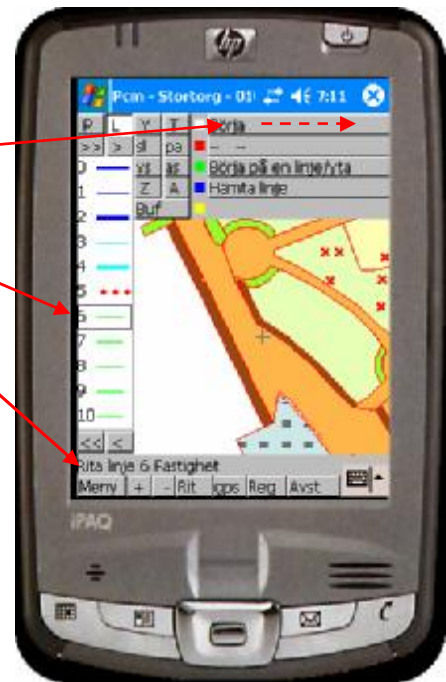 hp
Pcm - Stortorg - 01 7:11
P L Y T Börja
>> > sl pa - -
0 ys as Börja på en linje/yta
1 Z A Hämta linje
2 Buf
3
4
5
6
7
8
9
10
<< <
Rita linje 6 Fastighet
Meny + - Rit gps Reg Avst
iPAQ